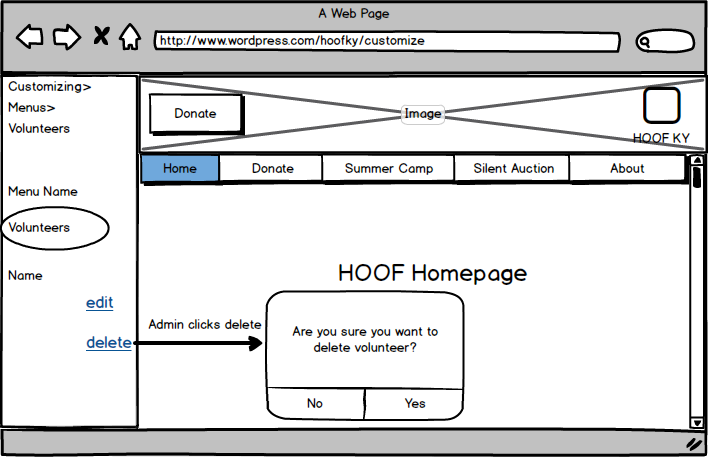 A Web Page
http://www.wordpress.com/hoofky/customize
Customizing>
Menus>
Volunteers
Menu Name
Volunteers
Name
edit
delete
Donate
Image
HOOF KY
Home
Donate
Summer Camp
Silent Auction
About
HOOF Homepage
Admin clicks delete
Are you sure you want to
delete volunteer?
No
Yes